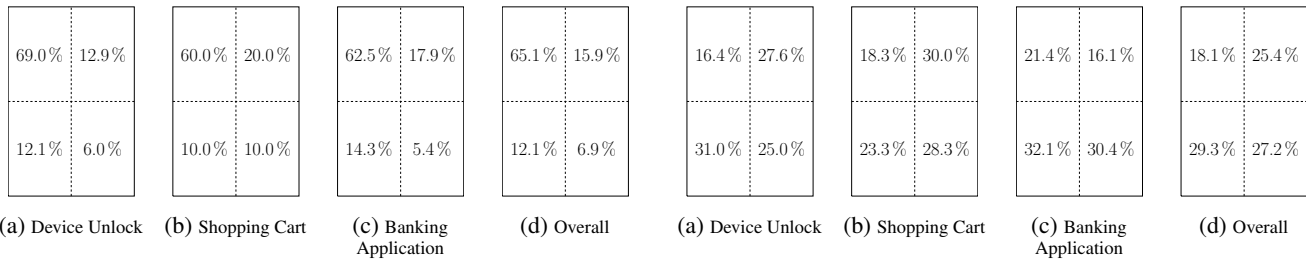 69.0 % 12.9 % 60.0 % 20.0 % 62.5 % 17.9 % 65.1 % 15.9 % 16.4 % 27.6 % 18.3 % 30.0 % 21.4 % 16.1 % 18.1 % 25.4 %
12.1 % 6.0 % 10.0 % 10.0 % 14.3 % 5.4 % 12.1 % 6.9 % 31.0 % 25.0 % 23.3 % 28.3 % 32.1 % 30.4 % 29.3 % 27.2 %
(a) Device Unlock (b) Shopping Cart (c) Banking (d) Overall (a) Device Unlock (b) Shopping Cart (c) Banking (d) Overall
Application Application